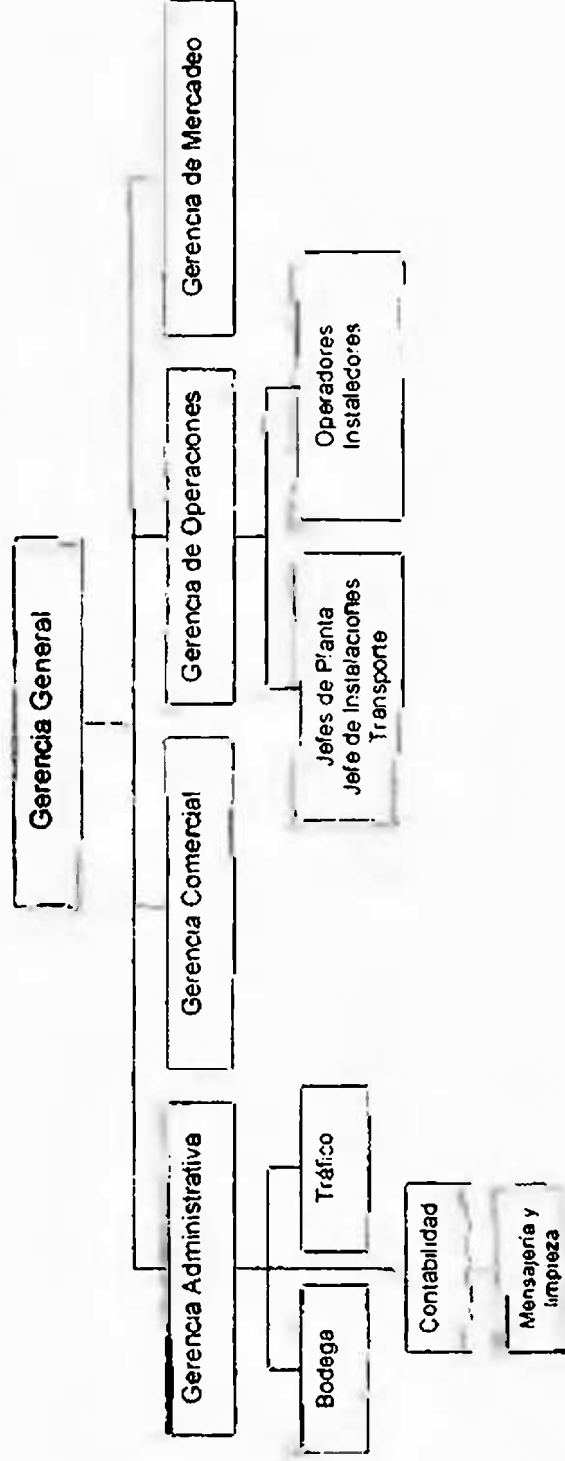 Gerencia General
Gerencia Administrativa
Gerencia Comercial
Gerencia de Operaciones
Gerencia de Mercadeo
Bodega
Tráfico
Jefes de Planta
Jefe de Instalaciones
Transporte
Operadores
Instaledores
Contabilidad
Mensajería y
limpieza